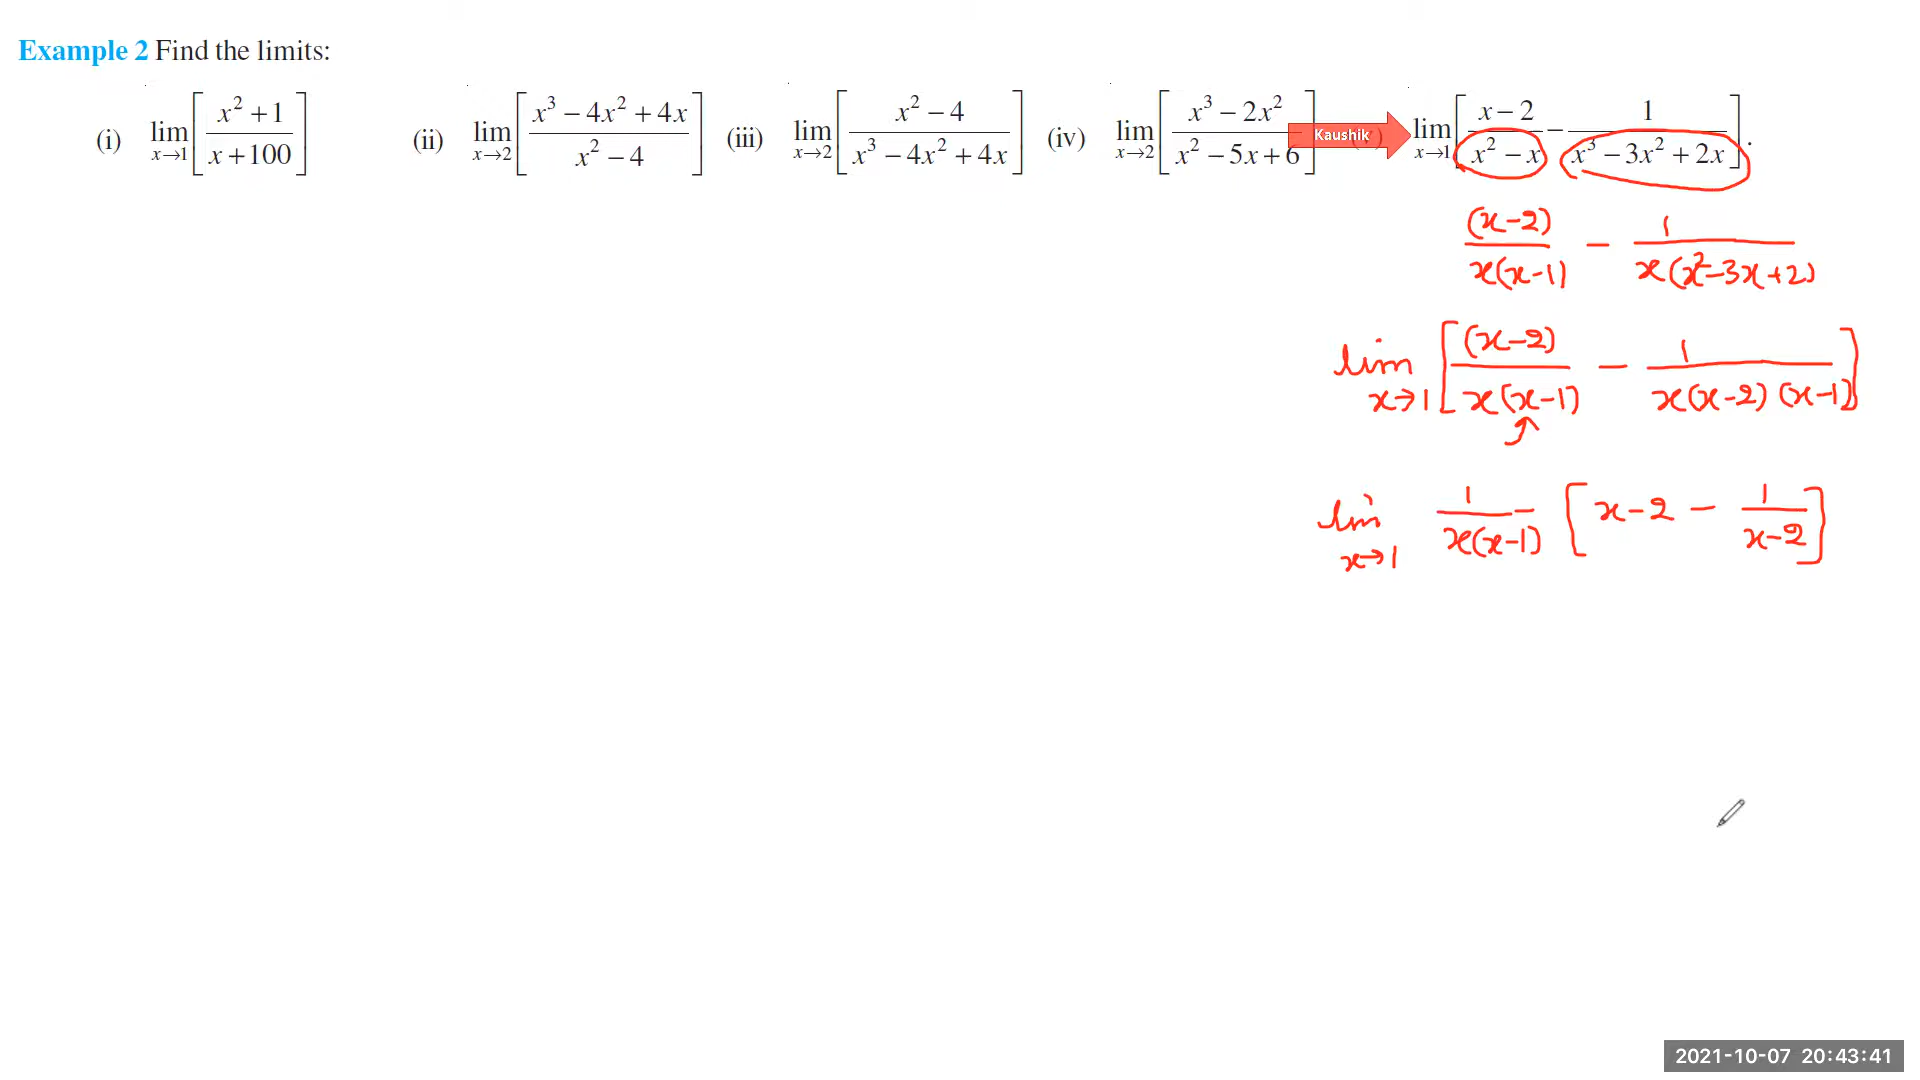 Example 2 Find the limits:
(i) lim x→1 [ (x² + 1) / (x + 100) ] (ii) lim x→2 [ (x³ − 4x² + 4x) / (x² − 4) ] (iii) lim x→2 [ (x² − 4) / (x³ − 4x² + 4x) ] (iv) lim x→2 [ (x³ − 2x²) / (x² − 5x + 6) ] Kaushik lim x→1 [ (x − 2) / (x² − x) − 1 / (x³ − 3x² + 2x) ].
(x−2) / x(x−1) − 1 / x(x²−3x+2)
lim x→1 [ (x−2) / x(x−1) − 1 / x(x−2)(x−1) ]
lim x→1 1 / x(x−1) [ x−2 − 1 / x−2 ]
2021-10-07 20:43:41